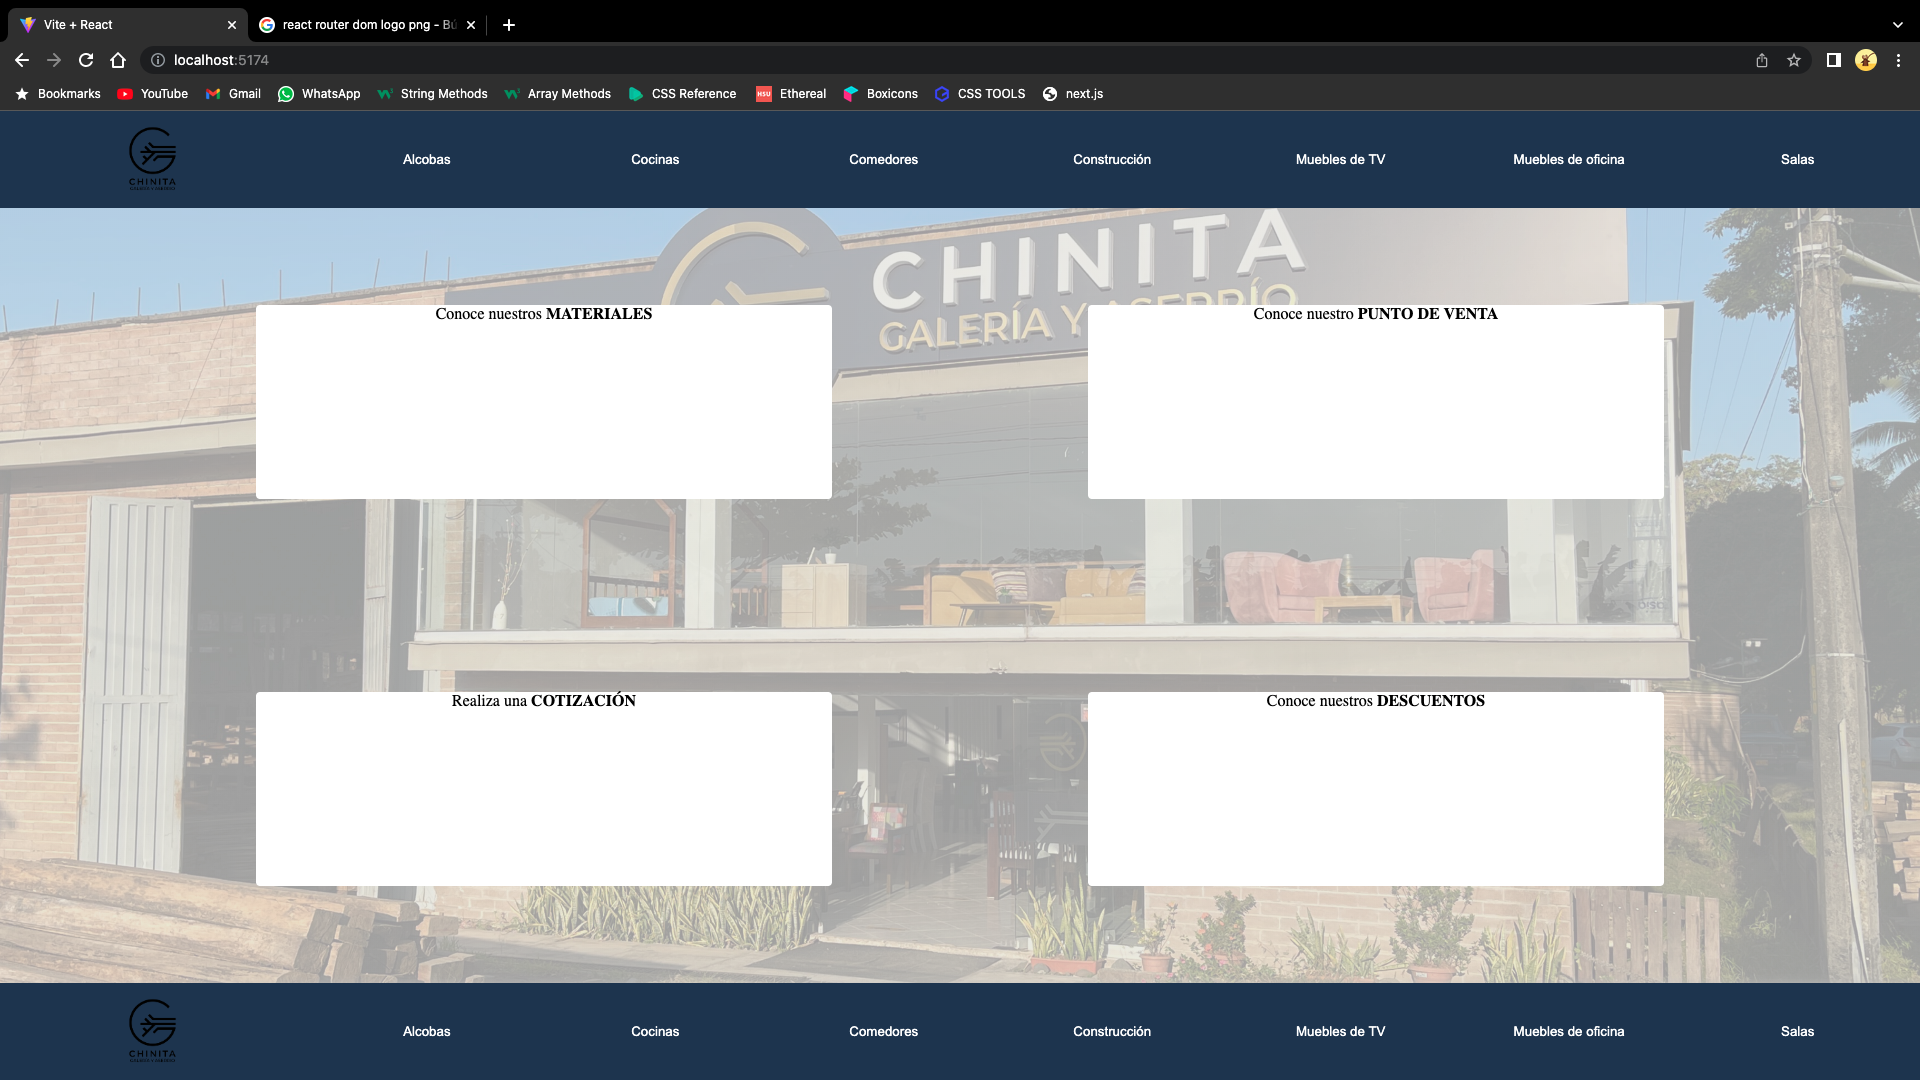 Vite + React
react router dom logo png - Bú
localhost:5174
Bookmarks
YouTube
Gmail
WhatsApp
String Methods
Array Methods
CSS Reference
HSU
Ethereal
Boxicons
CSS TOOLS
next.js
CHINITA
Alcobas
Cocinas
Comedores
Construcción
Muebles de TV
Muebles de oficina
Salas
CHINITA
GALERÍA Y ASERRÍO
Conoce nuestros MATERIALES
Conoce nuestro PUNTO DE VENTA
Realiza una COTIZACIÓN
Conoce nuestros DESCUENTOS
CHINITA
Alcobas
Cocinas
Comedores
Construcción
Muebles de TV
Muebles de oficina
Salas